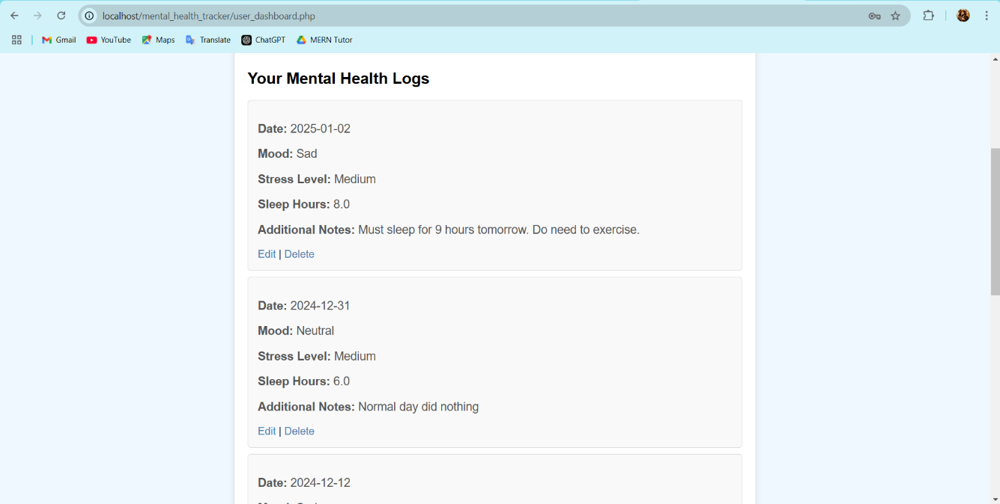 localhost/mental_health_tracker/user_dashboard.php
Gmail YouTube Maps Translate ChatGPT MERN Tutor
Your Mental Health Logs
Date: 2025-01-02
Mood: Sad
Stress Level: Medium
Sleep Hours: 8.0
Additional Notes: Must sleep for 9 hours tomorrow. Do need to exercise.
Edit | Delete
Date: 2024-12-31
Mood: Neutral
Stress Level: Medium
Sleep Hours: 6.0
Additional Notes: Normal day did nothing
Edit | Delete
Date: 2024-12-12